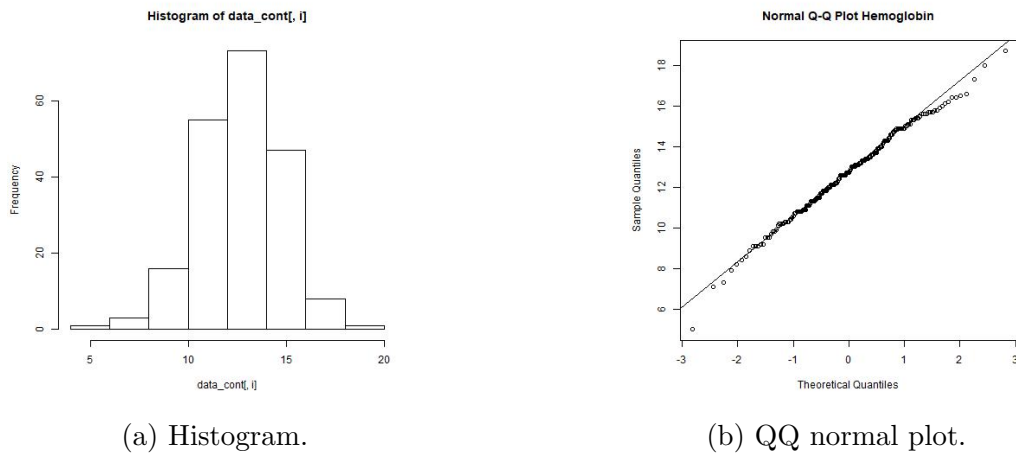 Histogram of data_cont[, i]
Frequency
0
20
40
60
5
10
15
20
data_cont[, i]
(a) Histogram.
Normal Q-Q Plot Hemoglobin
Sample Quantiles
6
8
10
12
14
16
18
-3
-2
-1
0
1
2
3
Theoretical Quantiles
(b) QQ normal plot.